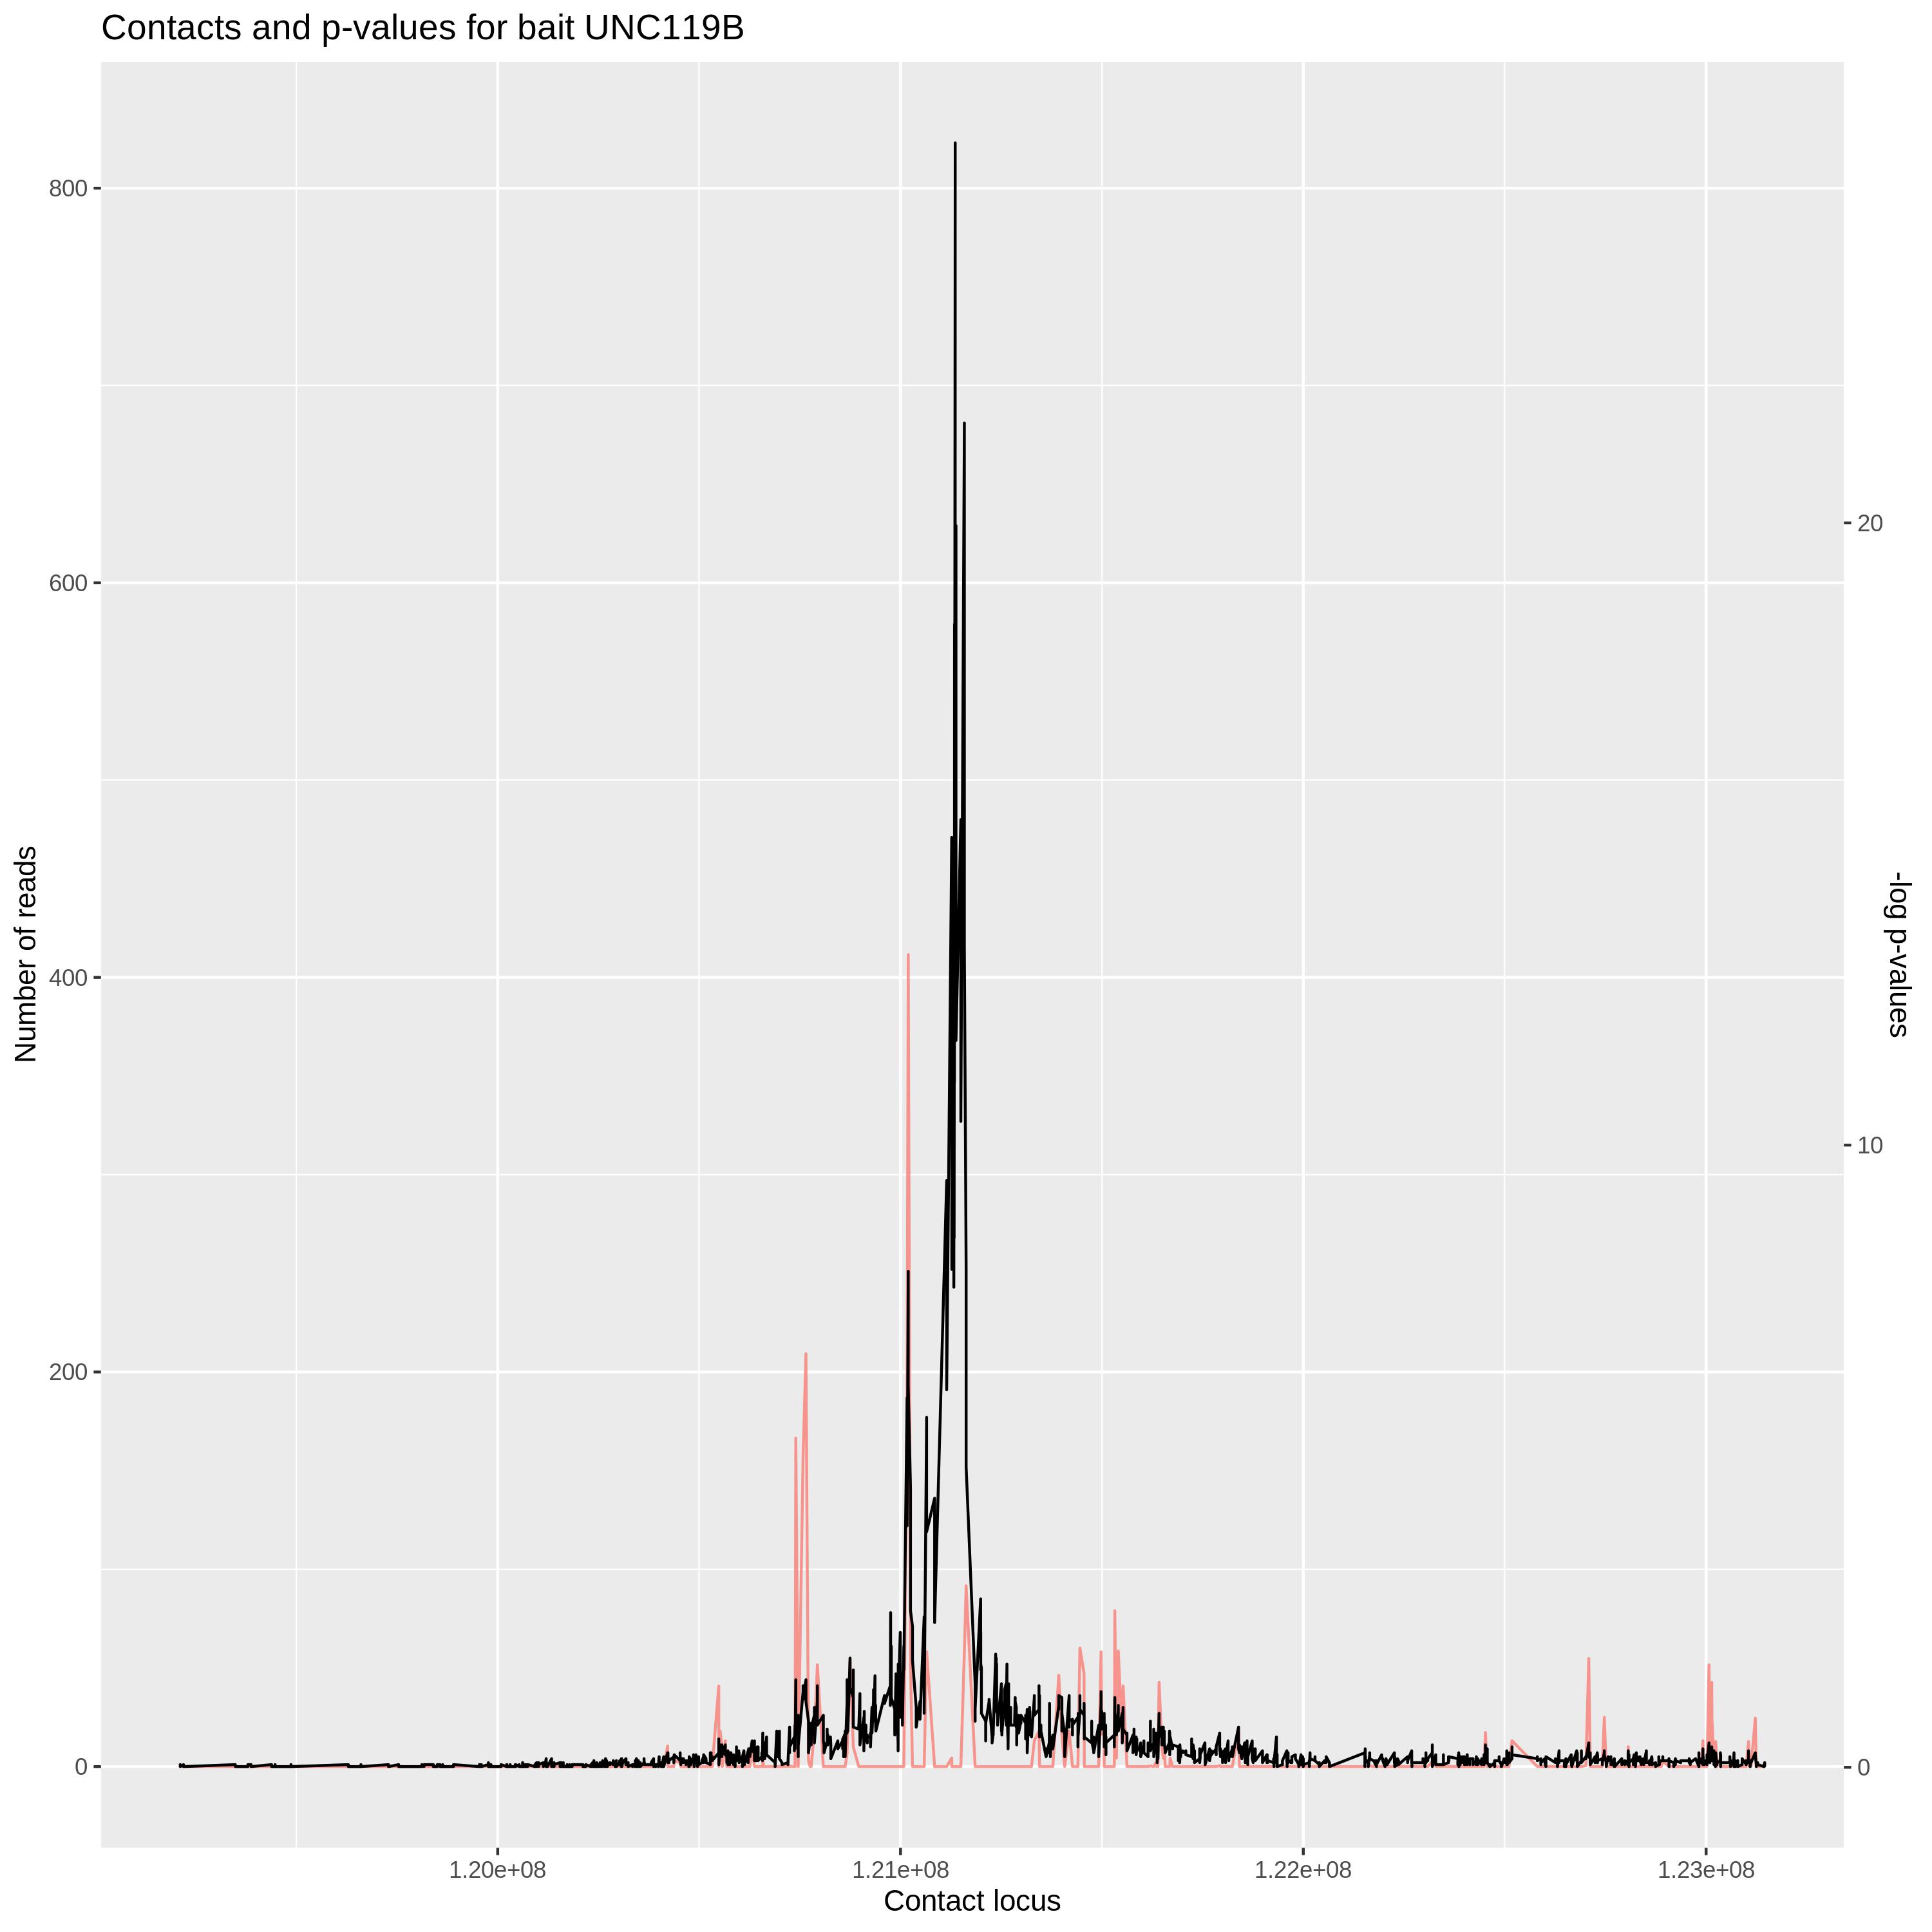 Contacts and p-values for bait UNC119B
800
600
400
200
0
Number of reads
20
10
0
-log p-values
1.20e+08
1.21e+08
1.22e+08
1.23e+08
Contact locus